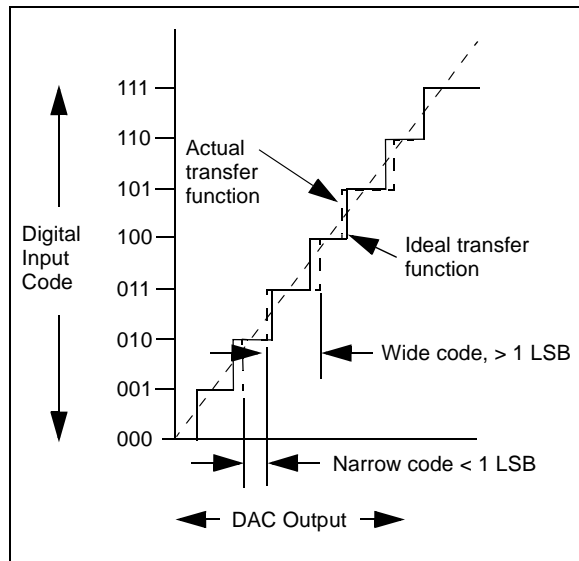 111
110
Actual
transfer
function
101
Digital
Input
Code
100
Ideal transfer
function
011
010
Wide code, > 1 LSB
001
000
Narrow code < 1 LSB
DAC Output